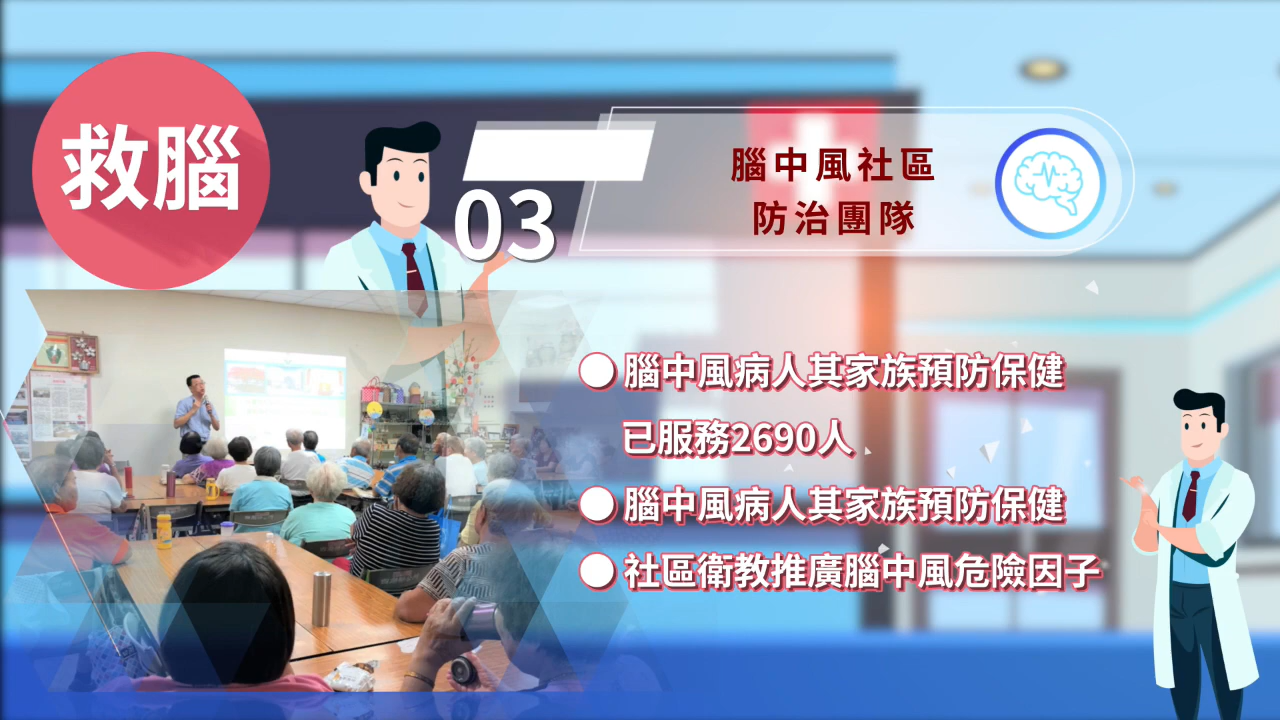 救腦
03
腦中風社區
防治團隊
● 腦中風病人其家族預防保健
已服務2690人
● 腦中風病人其家族預防保健
● 社區衛教推廣腦中風危險因子